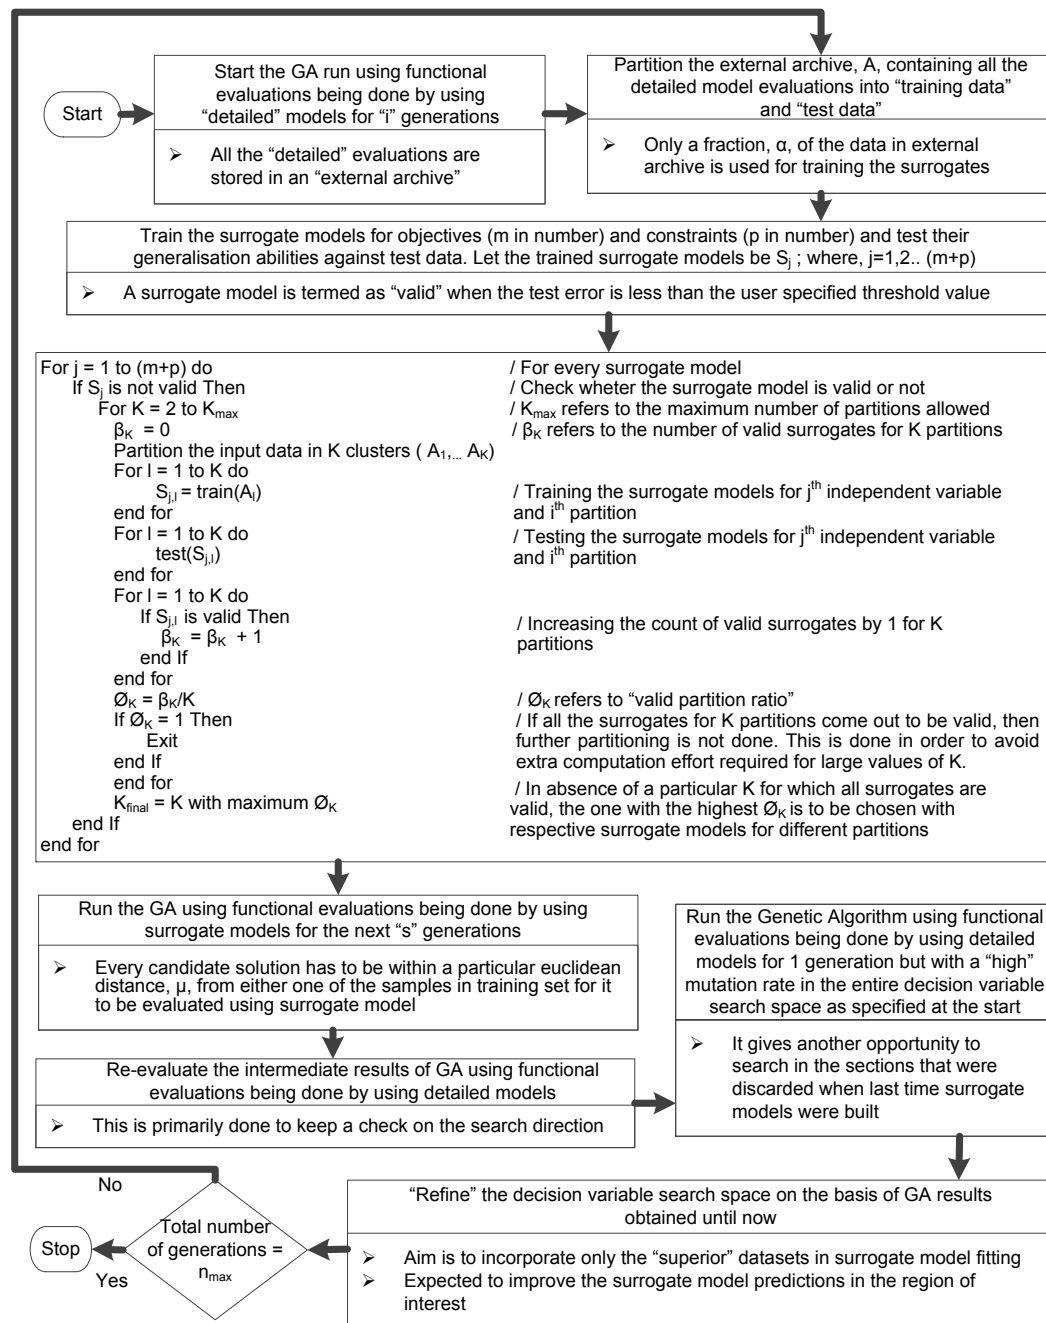 Start
Start the GA run using functional
evaluations being done by using
“detailed” models for “i” generations
➢ All the “detailed” evaluations are
stored in an “external archive”
Partition the external archive, A, containing all the
detailed model evaluations into “training data”
and “test data”
➢ Only a fraction, α, of the data in external
archive is used for training the surrogates
Train the surrogate models for objectives (m in number) and constraints (p in number) and test their
generalisation abilities against test data. Let the trained surrogate models be Sj ; where, j=1,2.. (m+p)
➢ A surrogate model is termed as “valid” when the test error is less than the user specified threshold value
For j = 1 to (m+p) do / For every surrogate model
If Sj is not valid Then / Check wheter the surrogate model is valid or not
For K = 2 to Kmax / Kmax refers to the maximum number of partitions allowed
βK = 0 / βK refers to the number of valid surrogates for K partitions
Partition the input data in K clusters ( A1,... AK)
For l = 1 to K do
Sj,l = train(Al) / Training the surrogate models for jth independent variable
end for and ith partition
For l = 1 to K do / Testing the surrogate models for jth independent variable
test(Sj,l) and ith partition
end for
For l = 1 to K do
If Sj,l is valid Then
βK = βK + 1 / Increasing the count of valid surrogates by 1 for K
end If partitions
end for
ØK = βK/K / ØK refers to “valid partition ratio”
If ØK = 1 Then / If all the surrogates for K partitions come out to be valid, then
Exit further partitioning is not done. This is done in order to avoid
end If extra computation effort required for large values of K.
end for / In absence of a particular K for which all surrogates are
Kfinal = K with maximum ØK valid, the one with the highest ØK is to be chosen with
end If respective surrogate models for different partitions
end for
Run the GA using functional evaluations being done by using
surrogate models for the next “s” generations
➢ Every candidate solution has to be within a particular euclidean
distance, μ, from either one of the samples in training set for it
to be evaluated using surrogate model
Re-evaluate the intermediate results of GA using functional
evaluations being done by using detailed models
➢ This is primarily done to keep a check on the search direction
Run the Genetic Algorithm using functional
evaluations being done by using detailed
models for 1 generation but with a “high”
mutation rate in the entire decision variable
search space as specified at the start
➢ It gives another opportunity to
search in the sections that were
discarded when last time surrogate
models were built
“Refine” the decision variable search space on the basis of GA results
obtained until now
➢ Aim is to incorporate only the “superior” datasets in surrogate model fitting
➢ Expected to improve the surrogate model predictions in the region of
interest
No
Total number
of generations =
nmax
Yes
Stop